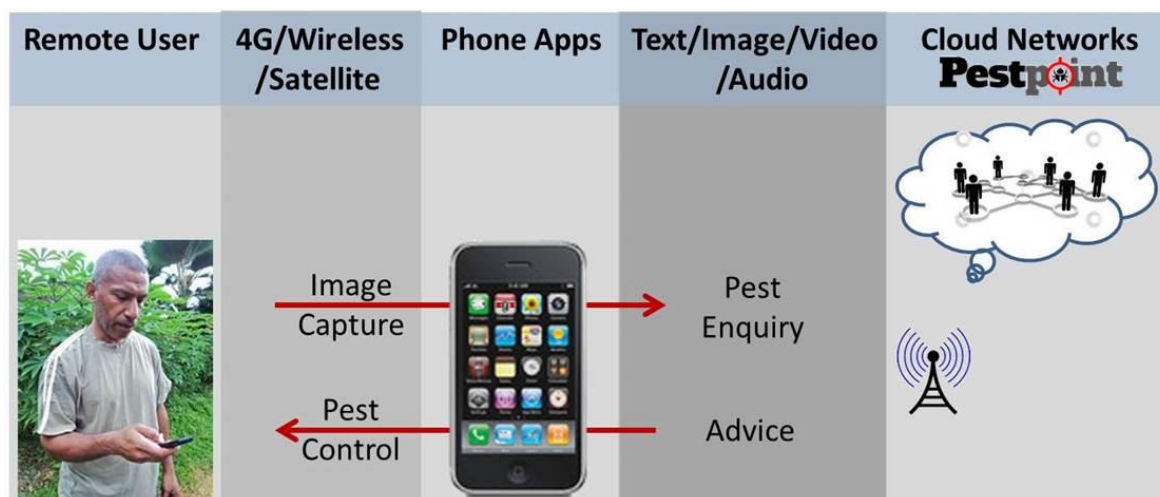 Remote User
4G/Wireless
/Satellite
Phone Apps
Text/Image/Video
/Audio
Cloud Networks
Pestpoint
Image
Capture
Pest
Enquiry
Pest
Control
Advice